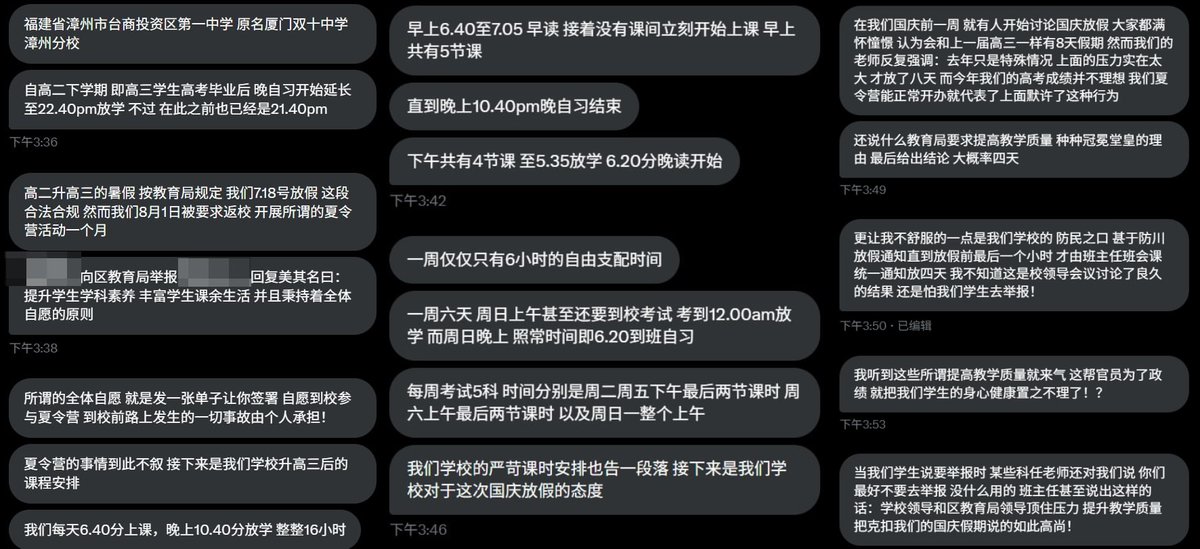 福建省漳州市台商投资区第一中学 原名厦门双十中学
漳州分校
自高二下学期 即高三学生高考毕业后 晚自习开始延长
至22.40pm放学 不过 在此之前也已经是21.40pm
下午3:36
高二升高三的暑假 按教育局规定 我们7.18号放假 这段
合法合规 然而我们8月1日被要求返校 开展所谓的夏令
营活动一个月
向区教育局举报 回复美其名曰：
提升学生学科素养 丰富学生课余生活 并且秉持着全体
自愿的原则
下午3:38
所谓的全体自愿 就是发一张单子让你签署 自愿到校参
与夏令营 到校前路上发生的一切事故由个人承担！
夏令营的事情到此不叙 接下来是我们学校升高三后的
课程安排
我们每天6.40分上课，晚上10.40分放学 整整16小时
早上6.40至7.05 早读 接着没有课间立刻开始上课 早上
共有5节课
直到晚上10.40pm晚自习结束
下午共有4节课 至5.35放学 6.20分晚读开始
下午3:42
一周仅仅只有6小时的自由支配时间
一周六天 周日上午甚至还要到校考试 考到12.00am放
学 而周日晚上 照常时间即6.20到班自习
每周考试5科 时间分别是周二周五下午最后两节课时 周
六上午最后两节课时 以及周日一整个上午
我们学校的严苛课时安排也告一段落 接下来是我们学
校对于这次国庆放假的态度
下午3:46
在我们国庆前一周 就有人开始讨论国庆放假 大家都满
怀憧憬 认为会和上一届高三一样有8天假期 然而我们的
老师反复强调：去年只是特殊情况 上面的压力实在太
大 才放了八天 而今年我们的高考成绩并不理想 我们夏
令营能正常开办就代表了上面默许了这种行为
还说什么教育局要求提高教学质量 种种冠冕堂皇的理
由 最后给出结论 大概率四天
下午3:49
更让我不舒服的一点是我们学校的 防民之口 甚于防川
放假通知直到放假前最后一个小时 才由班主任班会课
统一通知放四天 我不知道这是校领导会议讨论了良久
的结果 还是怕我们学生去举报！
下午3:50 · 已编辑
我听到这些所谓提高教学质量就来气 这帮官员为了政
绩 就把我们学生的身心健康置之不理了！？
下午3:53
当我们学生说要举报时 某些科任老师还对我们说 你们
最好不要去举报 没什么用的 班主任甚至说出这样的
话：学校领导和区教育局领导顶住压力 提升教学质量
把克扣我们的国庆假期说的如此高尚！